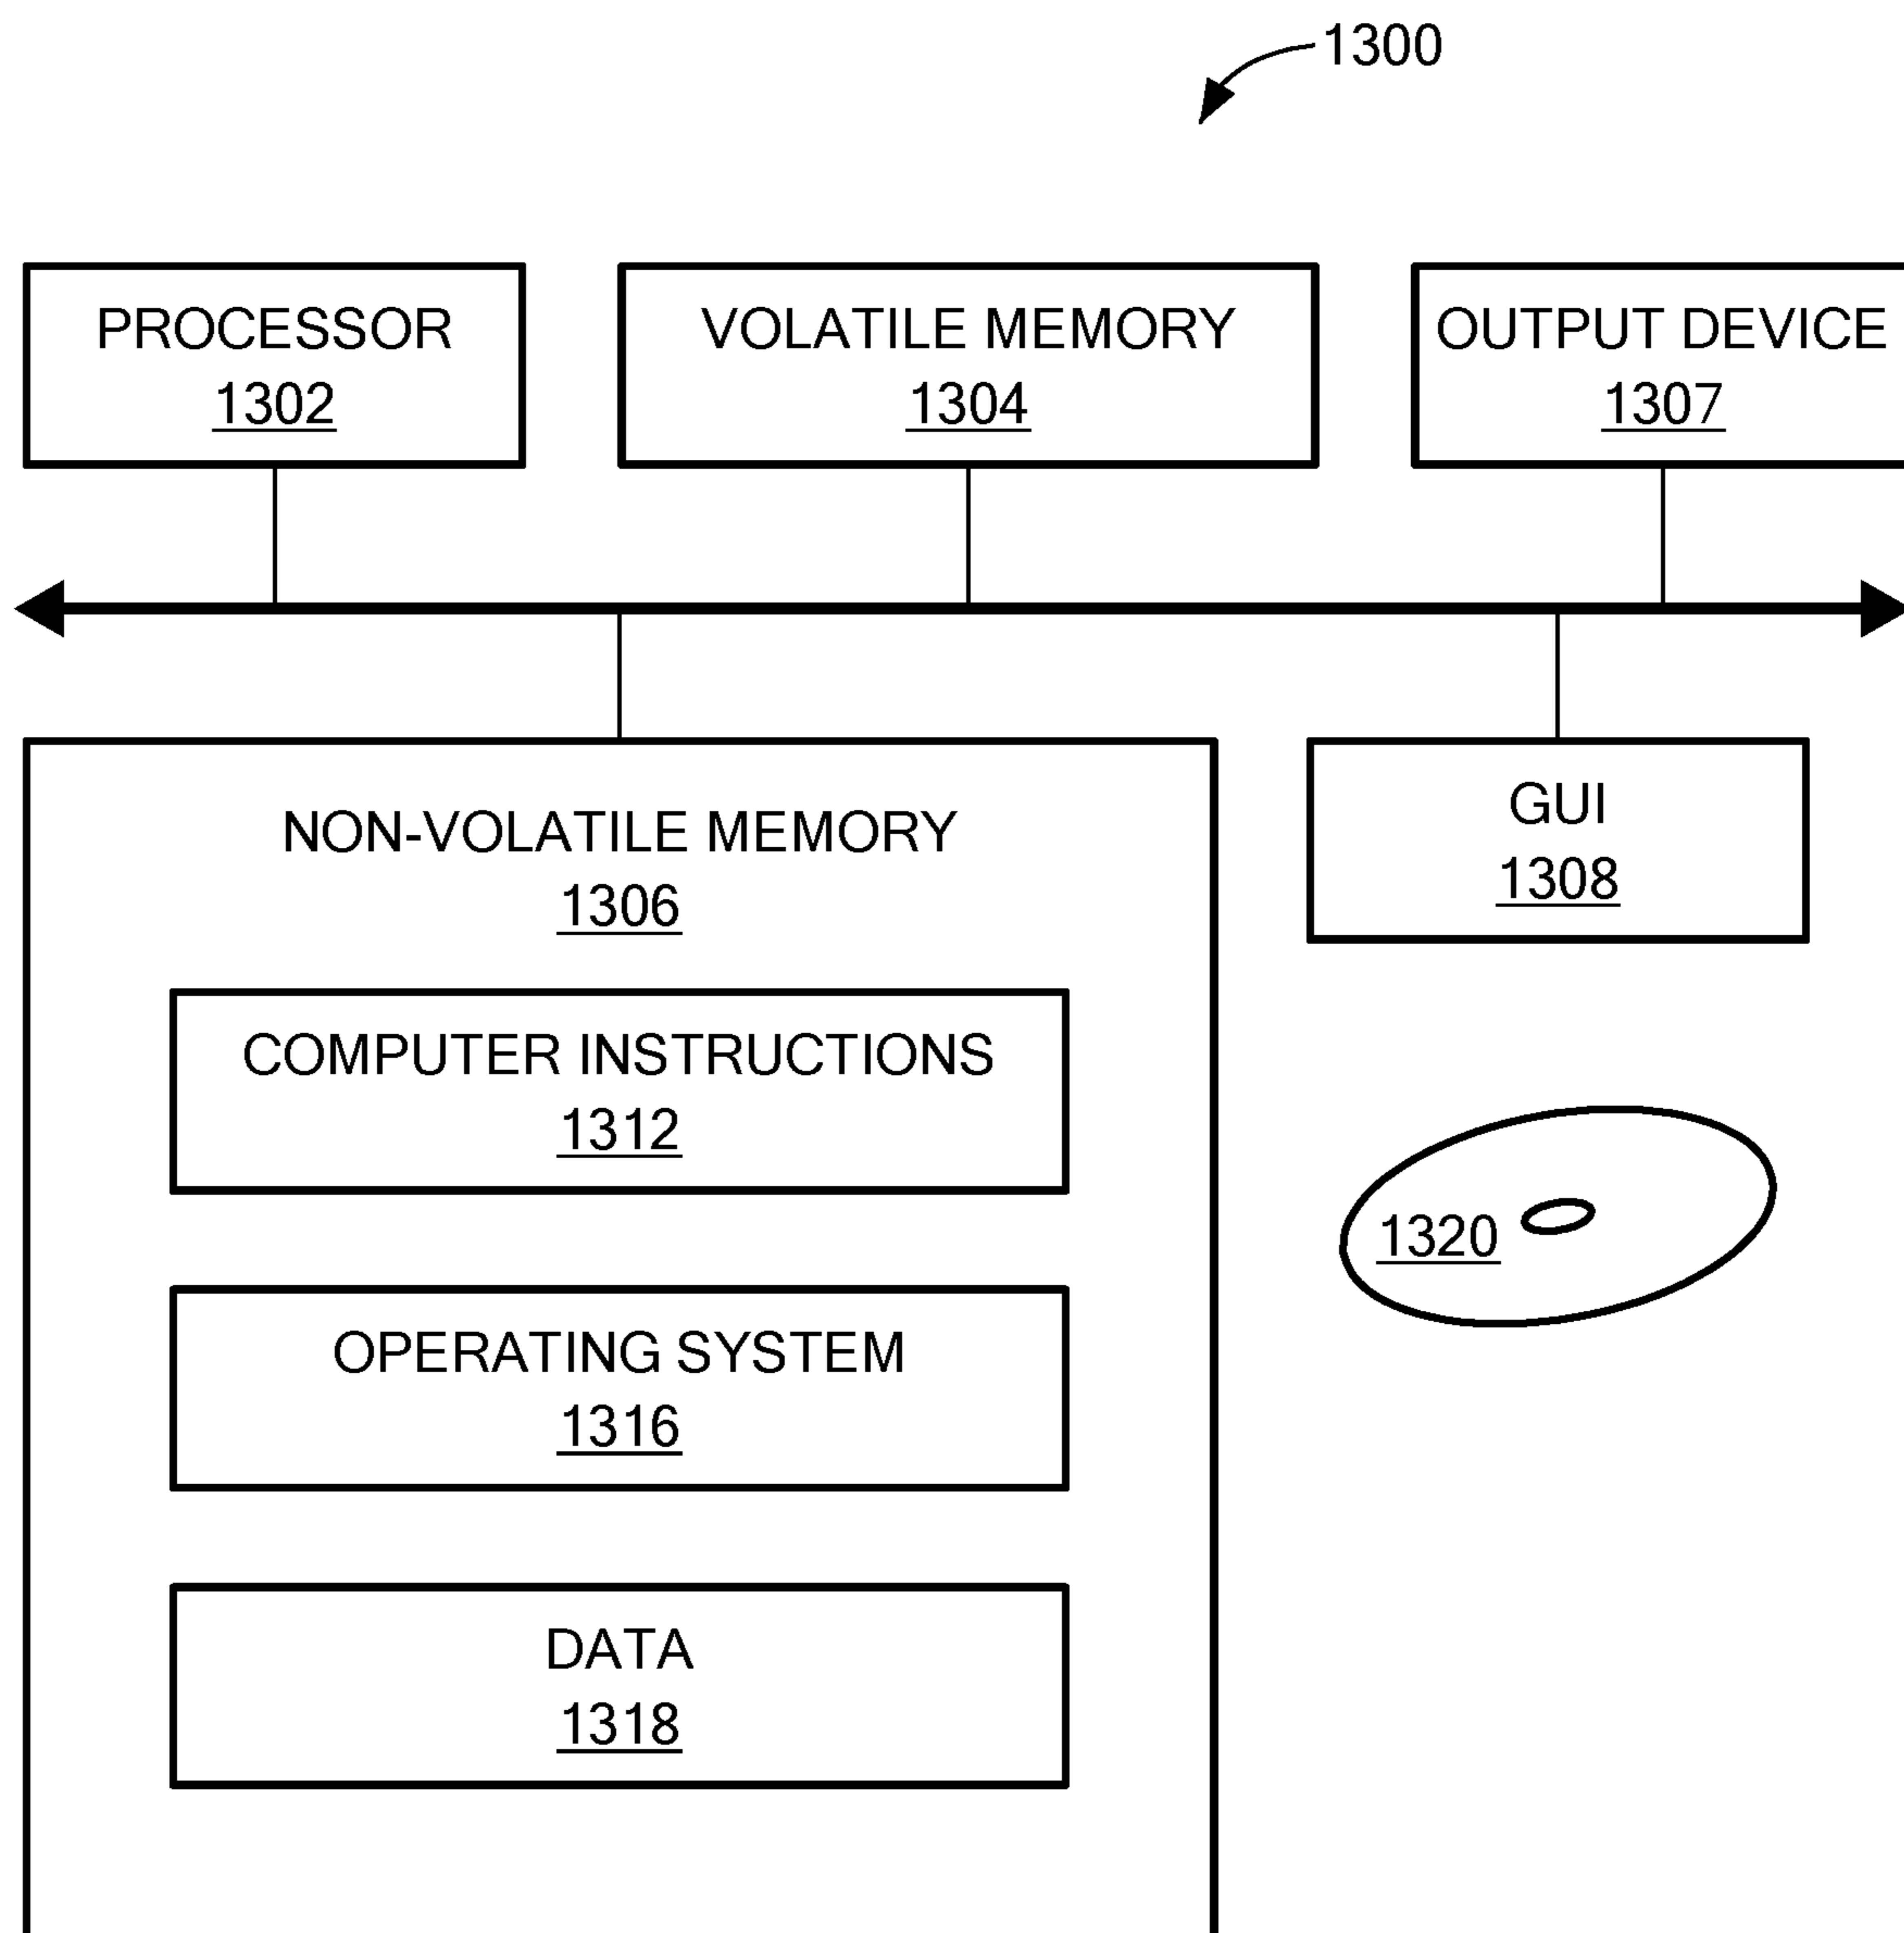 1300
PROCESSOR
1302
VOLATILE MEMORY
1304
OUTPUT DEVICE
1307
NON-VOLATILE MEMORY
1306
GUI
1308
COMPUTER INSTRUCTIONS
1312
1320
OPERATING SYSTEM
1316
DATA
1318